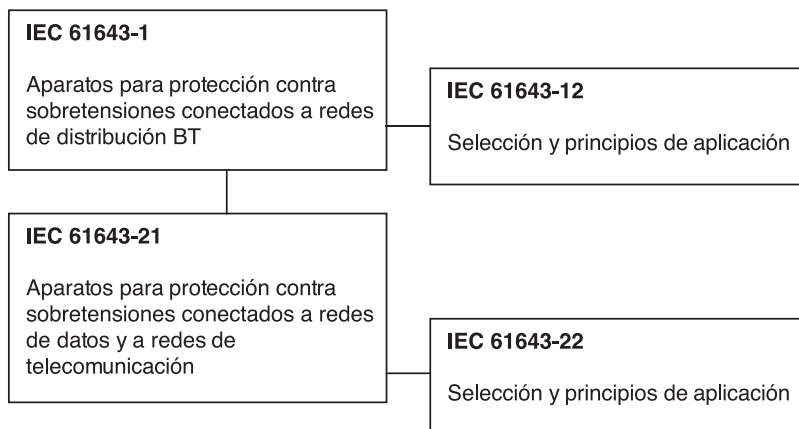 IEC 61643-1
Aparatos para protección contra
sobretensiones conectados a redes
de distribución BT
IEC 61643-12
Selección y principios de aplicación
IEC 61643-21
Aparatos para protección contra
sobretensiones conectados a redes
de datos y a redes de
telecomunicación
IEC 61643-22
Selección y principios de aplicación